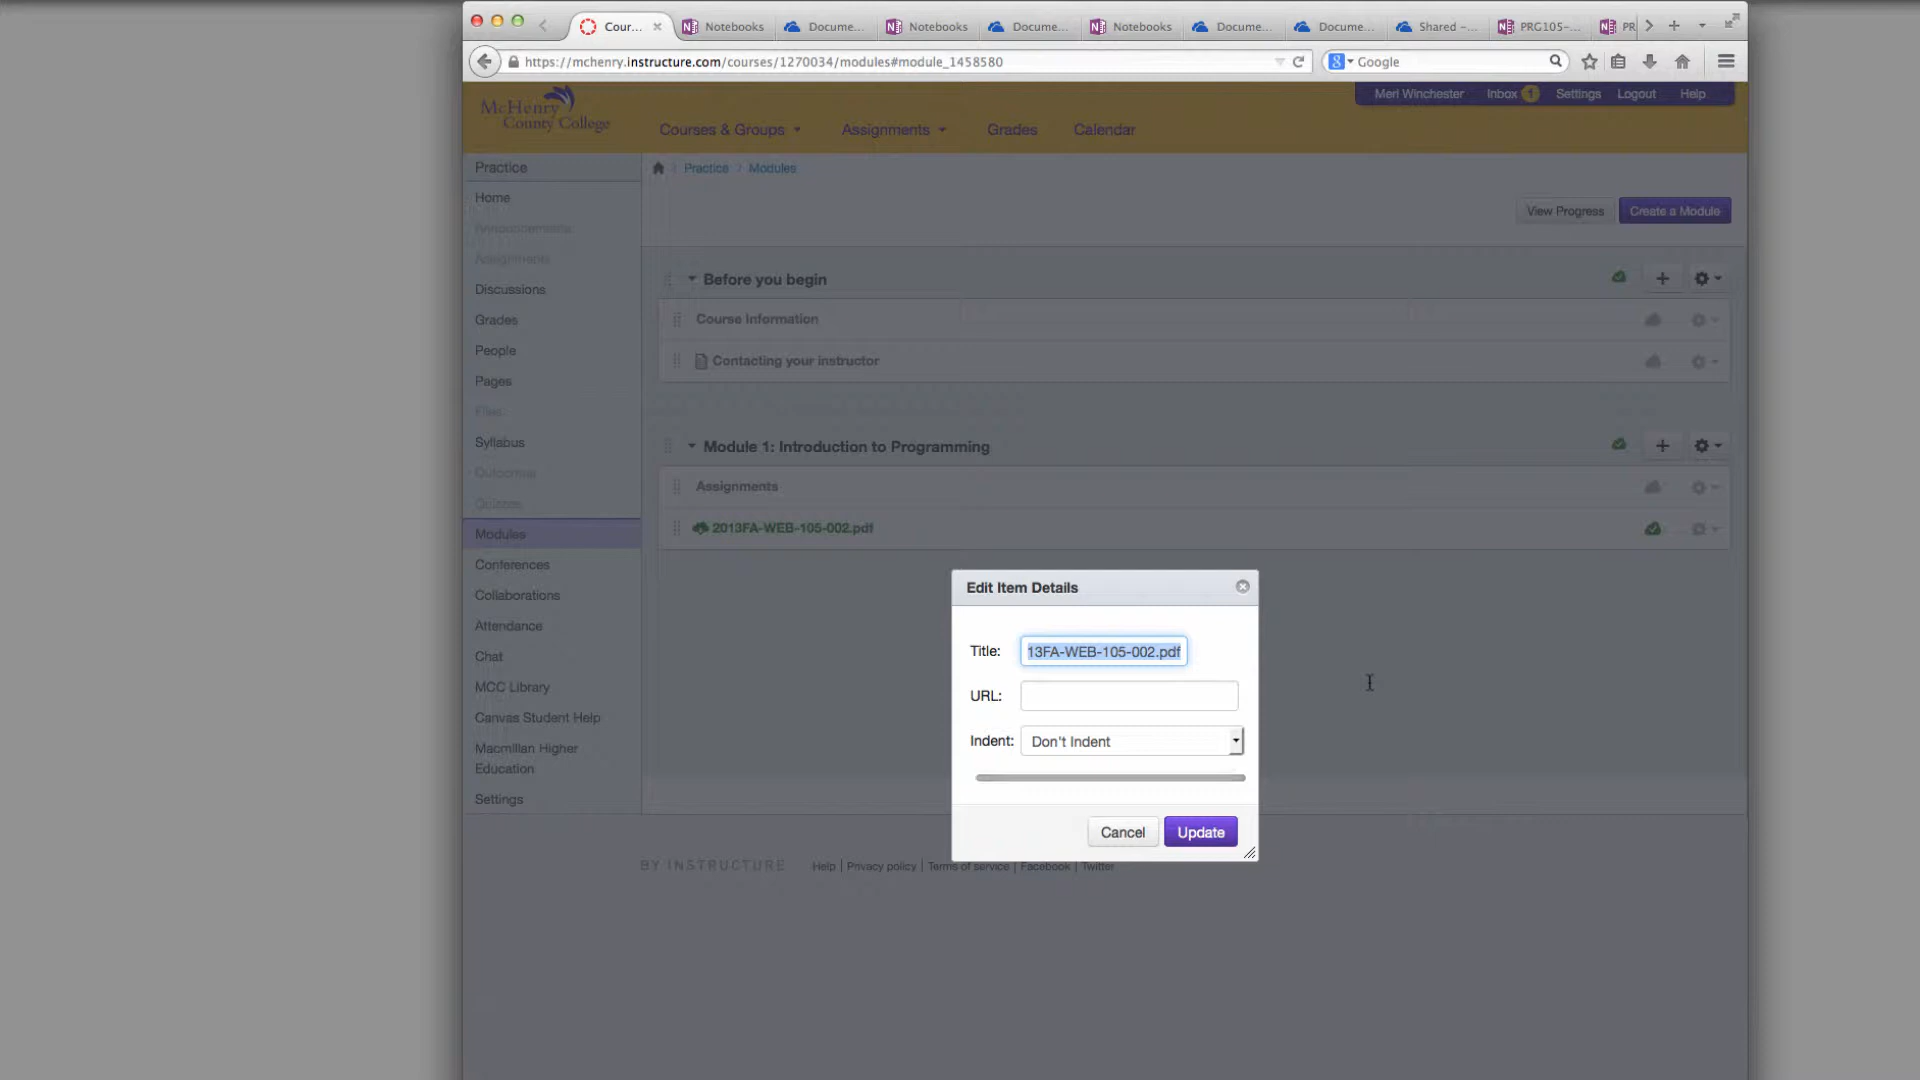 Cour...
Notebooks
Docume...
Notebooks
Docume...
Notebooks
Docume...
Docume...
Shared -...
PRG105-...
PR
https://mchenry.instructure.com/courses/1270034/modules#module_1458580
Google
McHenry
County College
Meri Winchester
Inbox 1
Settings
Logout
Help
Courses & Groups
Assignments
Grades
Calendar
Practice
Practice
Modules
Home
Announcements
Assignments
Discussions
Grades
People
Pages
Files
Syllabus
Outcomes
Quizzes
Modules
Conferences
Collaborations
Attendance
Chat
MCC Library
Canvas Student Help
Macmillan Higher
Education
Settings
View Progress
Create a Module
Before you begin
Course Information
Contacting your instructor
Module 1: Introduction to Programming
Assignments
2013FA-WEB-105-002.pdf
Edit Item Details
Title:
13FA-WEB-105-002.pdf
URL:
Indent:
Don't Indent
Cancel
Update
BY INSTRUCTURE
Help
Privacy policy
Terms of service
Facebook
Twitter